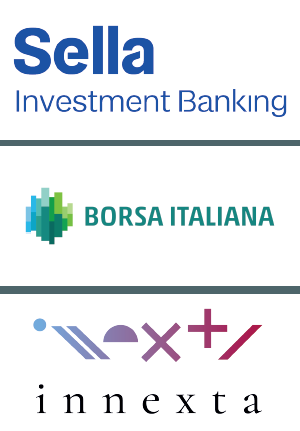 Sella
Investment Banking
BORSA ITALIANA
innexta